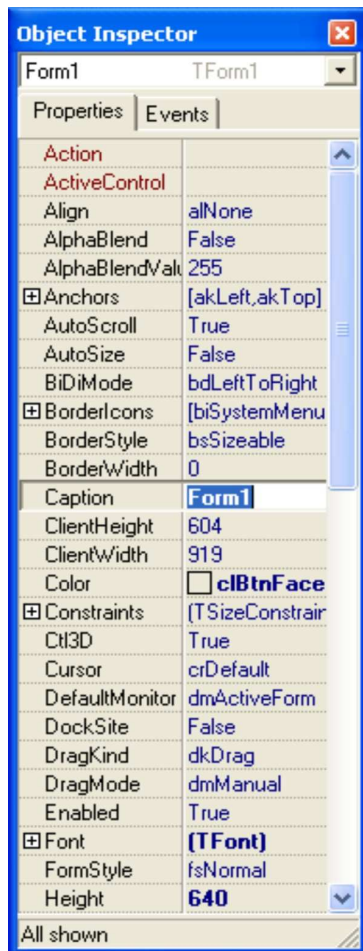 Object Inspector
Form1 TForm1
Properties Events
Action
ActiveControl
Align alNone
AlphaBlend False
AlphaBlendValu 255
Anchors [akLeft,akTop]
AutoScroll True
AutoSize False
BiDiMode bdLeftToRight
BorderIcons [biSystemMenu
BorderStyle bsSizeable
BorderWidth 0
Caption Form1
ClientHeight 604
ClientWidth 919
Color clBtnFace
Constraints (TSizeConstrain
Ctl3D True
Cursor crDefault
DefaultMonitor dmActiveForm
DockSite False
DragKind dkDrag
DragMode dmManual
Enabled True
Font (TFont)
FormStyle fsNormal
Height 640
All shown